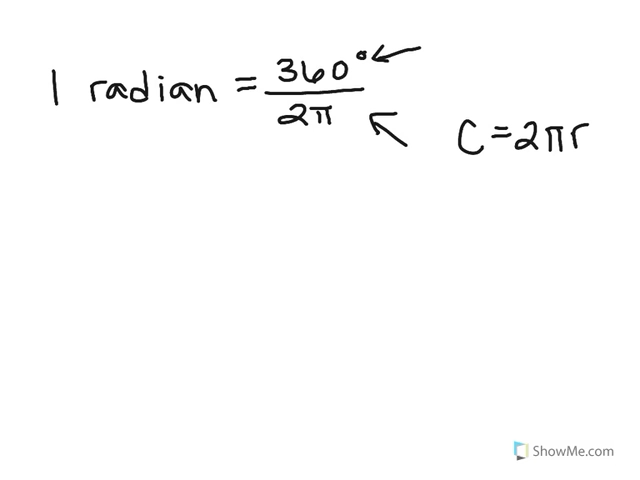 1 radian = 360°
2π
C = 2πr
ShowMe.com